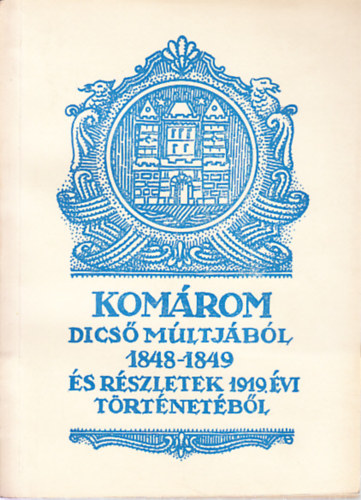 KOMÁROM
DICSŐ MÚLTJÁBÓL
1848-1849
ÉS RÉSZLETEK 1919. ÉVI
TÖRTÉNETÉBŐL